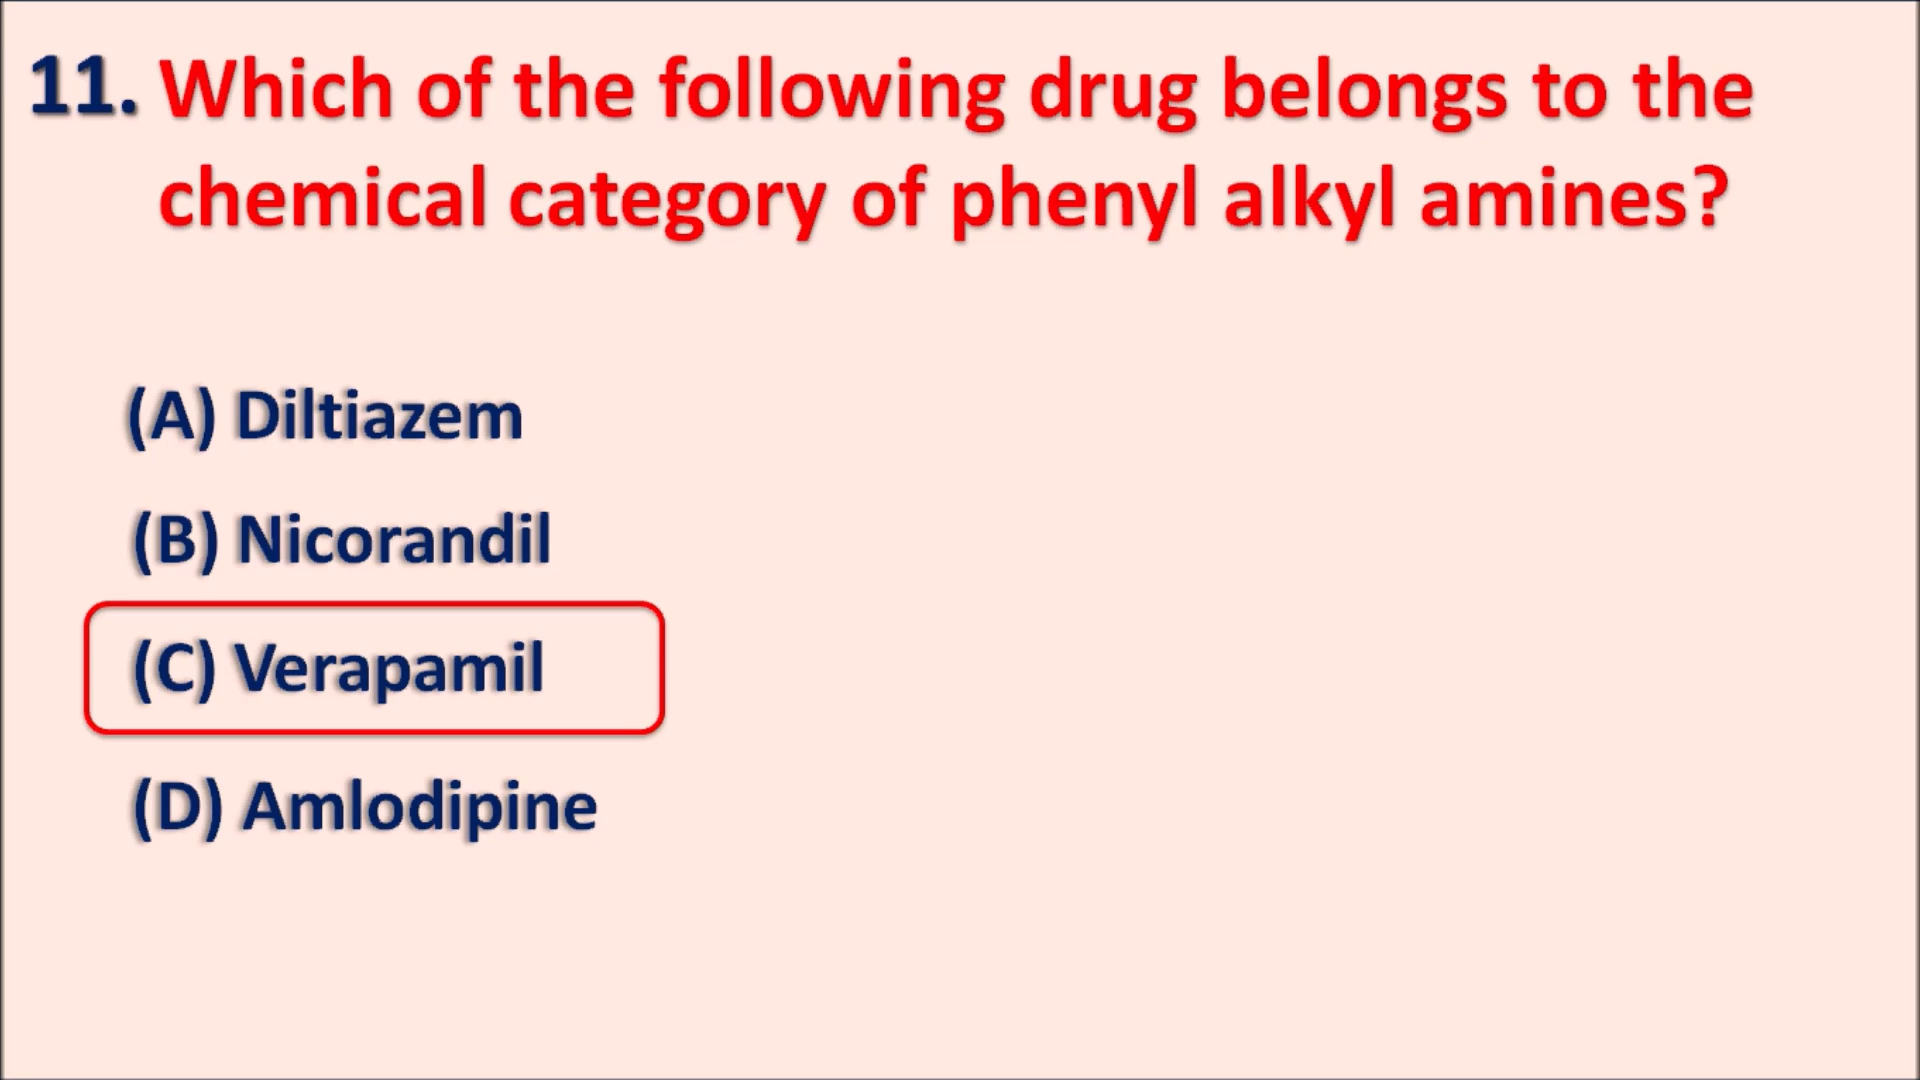 11. Which of the following drug belongs to the
chemical category of phenyl alkyl amines?
(A) Diltiazem
(B) Nicorandil
(C) Verapamil
(D) Amlodipine